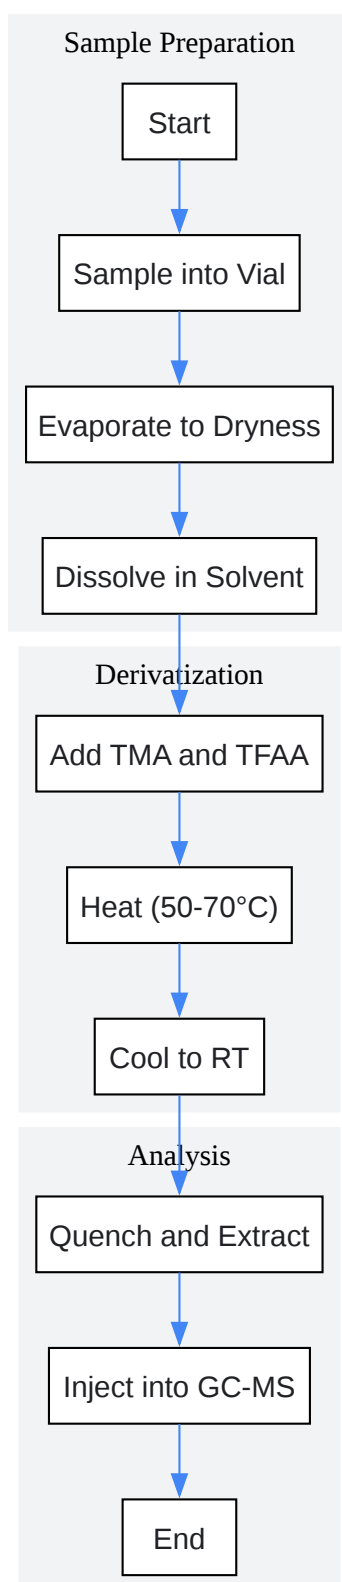 Sample Preparation
Start
Sample into Vial
Evaporate to Dryness
Dissolve in Solvent
Derivatization
Add TMA and TFAA
Heat (50-70°C)
Cool to RT
Analysis
Quench and Extract
Inject into GC-MS
End